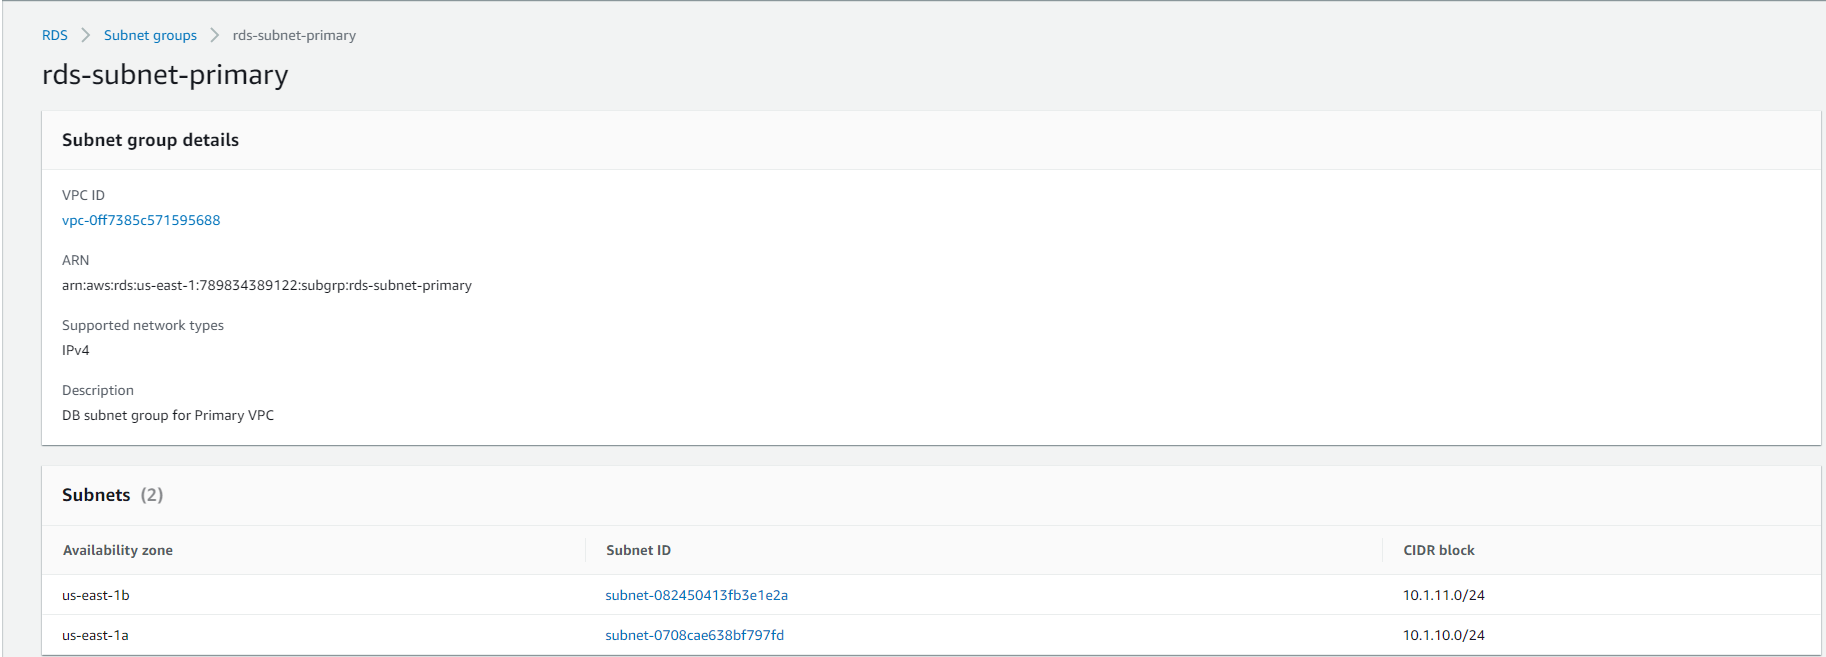 RDS > Subnet groups > rds-subnet-primary
rds-subnet-primary
Subnet group details
VPC ID
vpc-0ff7385c571595688
ARN
arn:aws:rds:us-east-1:789834389122:subgrp:rds-subnet-primary
Supported network types
IPv4
Description
DB subnet group for Primary VPC
Subnets (2)
Availability zone Subnet ID CIDR block
us-east-1b subnet-082450413fb3e1e2a 10.1.11.0/24
us-east-1a subnet-0708cae638bf797fd 10.1.10.0/24